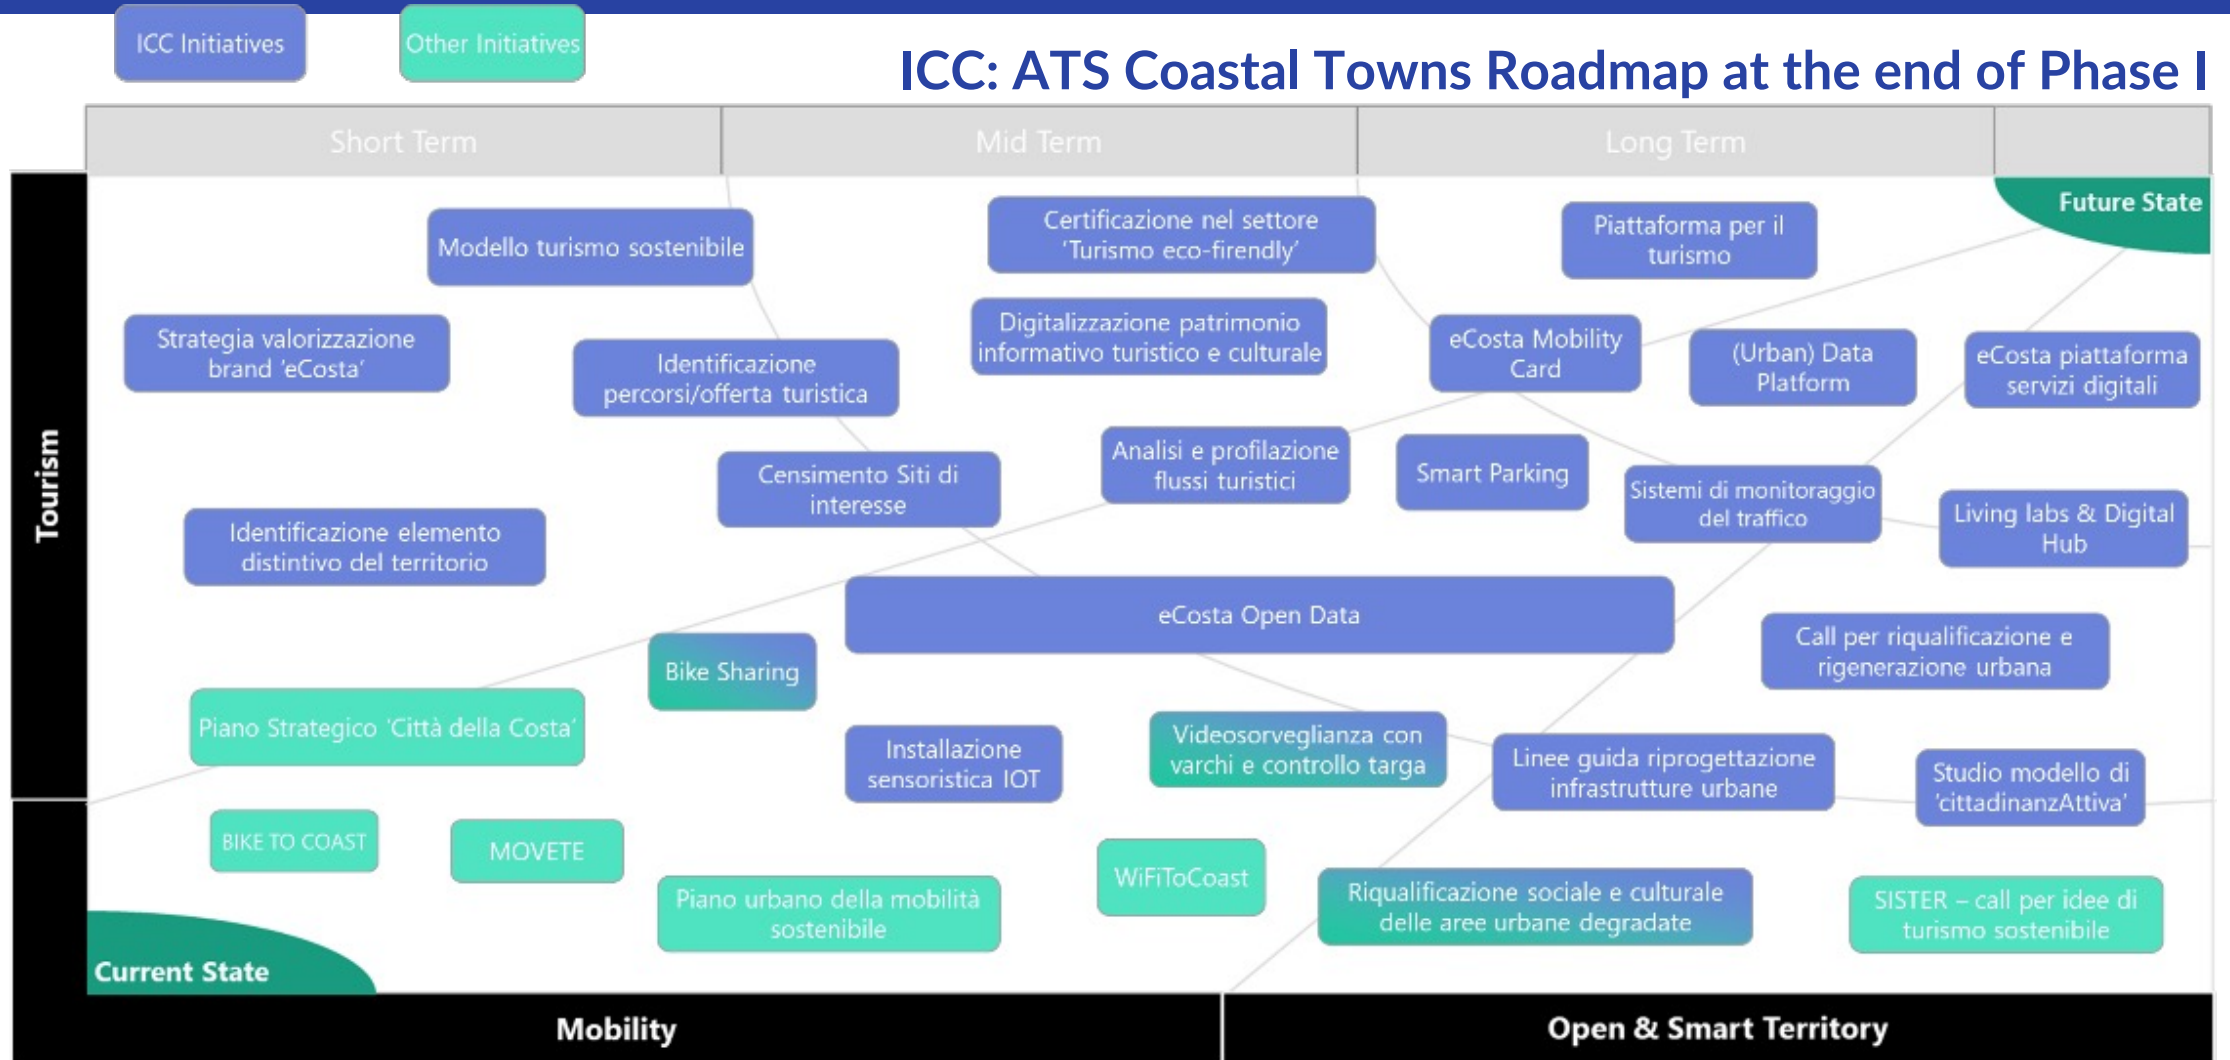 ICC Initiatives
Other Initiatives
ICC: ATS Coastal Towns Roadmap at the end of Phase I
Short Term
Mid Term
Long Term
Future State
Tourism
Modello turismo sostenibile
Certificazione nel settore
'Turismo eco-firendly'
Piattaforma per il
turismo
Strategia valorizzazione
brand 'eCosta'
Identificazione
percorsi/offerta turistica
Digitalizzazione patrimonio
informativo turistico e culturale
eCosta Mobility
Card
(Urban) Data
Platform
eCosta piattaforma
servizi digitali
Identificazione elemento
distintivo del territorio
Censimento Siti di
interesse
Analisi e profilazione
flussi turistici
Smart Parking
Sistemi di monitoraggio
del traffico
Living labs & Digital
Hub
eCosta Open Data
Bike Sharing
Call per riqualificazione e
rigenerazione urbana
Piano Strategico 'Città della Costa'
Installazione
sensoristica IOT
Videosorveglianza con
varchi e controllo targa
Linee guida riprogettazione
infrastrutture urbane
Studio modello di
'cittadinanzAttiva'
BIKE TO COAST
MOVETE
Piano urbano della mobilità
sostenibile
WiFiToCoast
Riqualificazione sociale e culturale
delle aree urbane degradate
SISTER – call per idee di
turismo sostenibile
Current State
Mobility
Open & Smart Territory